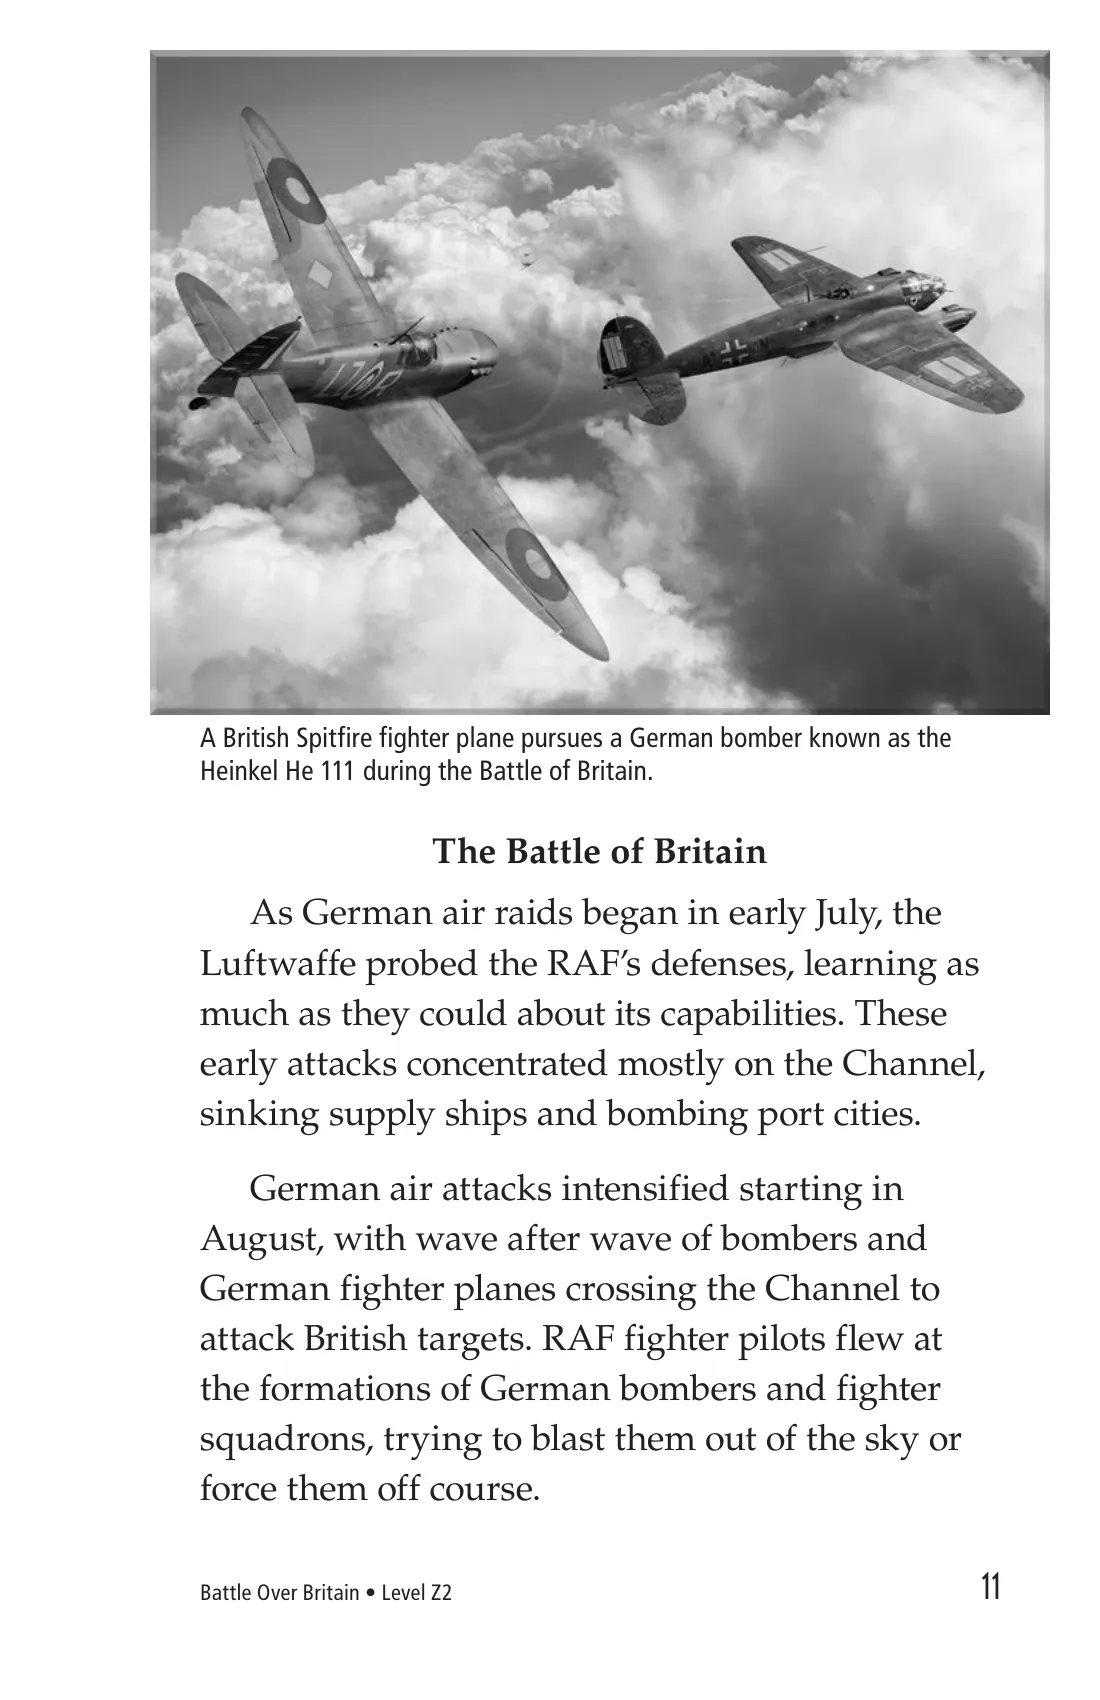 A British Spitfire fighter plane pursues a German bomber known as the
Heinkel He 111 during the Battle of Britain.
The Battle of Britain
As German air raids began in early July, the
Luftwaffe probed the RAF’s defenses, learning as
much as they could about its capabilities. These
early attacks concentrated mostly on the Channel,
sinking supply ships and bombing port cities.
German air attacks intensified starting in
August, with wave after wave of bombers and
German fighter planes crossing the Channel to
attack British targets. RAF fighter pilots flew at
the formations of German bombers and fighter
squadrons, trying to blast them out of the sky or
force them off course.
Battle Over Britain • Level Z2
11